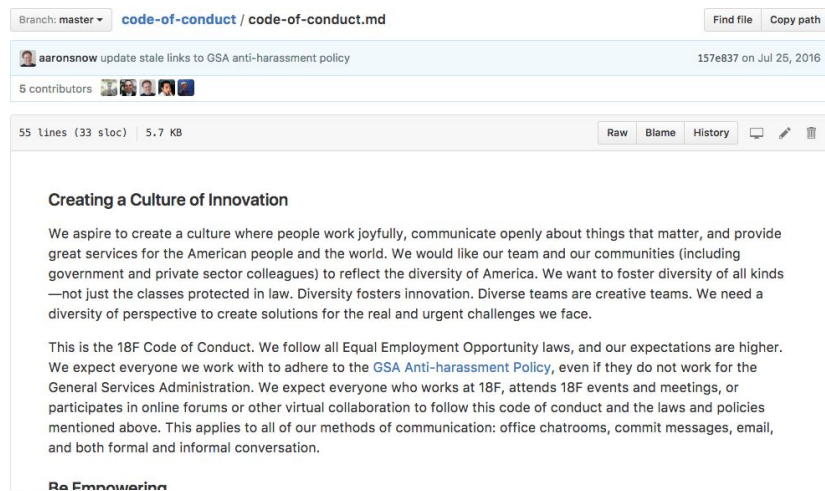 Branch: master
code-of-conduct / code-of-conduct.md
Find file
Copy path
aaronsnow update stale links to GSA anti-harassment policy
157e837 on Jul 25, 2016
5 contributors
55 lines (33 sloc) 5.7 KB
Raw
Blame
History
Creating a Culture of Innovation
We aspire to create a culture where people work joyfully, communicate openly about things that matter, and provide
great services for the American people and the world. We would like our team and our communities (including
government and private sector colleagues) to reflect the diversity of America. We want to foster diversity of all kinds
—not just the classes protected in law. Diversity fosters innovation. Diverse teams are creative teams. We need a
diversity of perspective to create solutions for the real and urgent challenges we face.
This is the 18F Code of Conduct. We follow all Equal Employment Opportunity laws, and our expectations are higher.
We expect everyone we work with to adhere to the GSA Anti-harassment Policy, even if they do not work for the
General Services Administration. We expect everyone who works at 18F, attends 18F events and meetings, or
participates in online forums or other virtual collaboration to follow this code of conduct and the laws and policies
mentioned above. This applies to all of our methods of communication: office chatrooms, commit messages, email,
and both formal and informal conversation.
Be Empowering